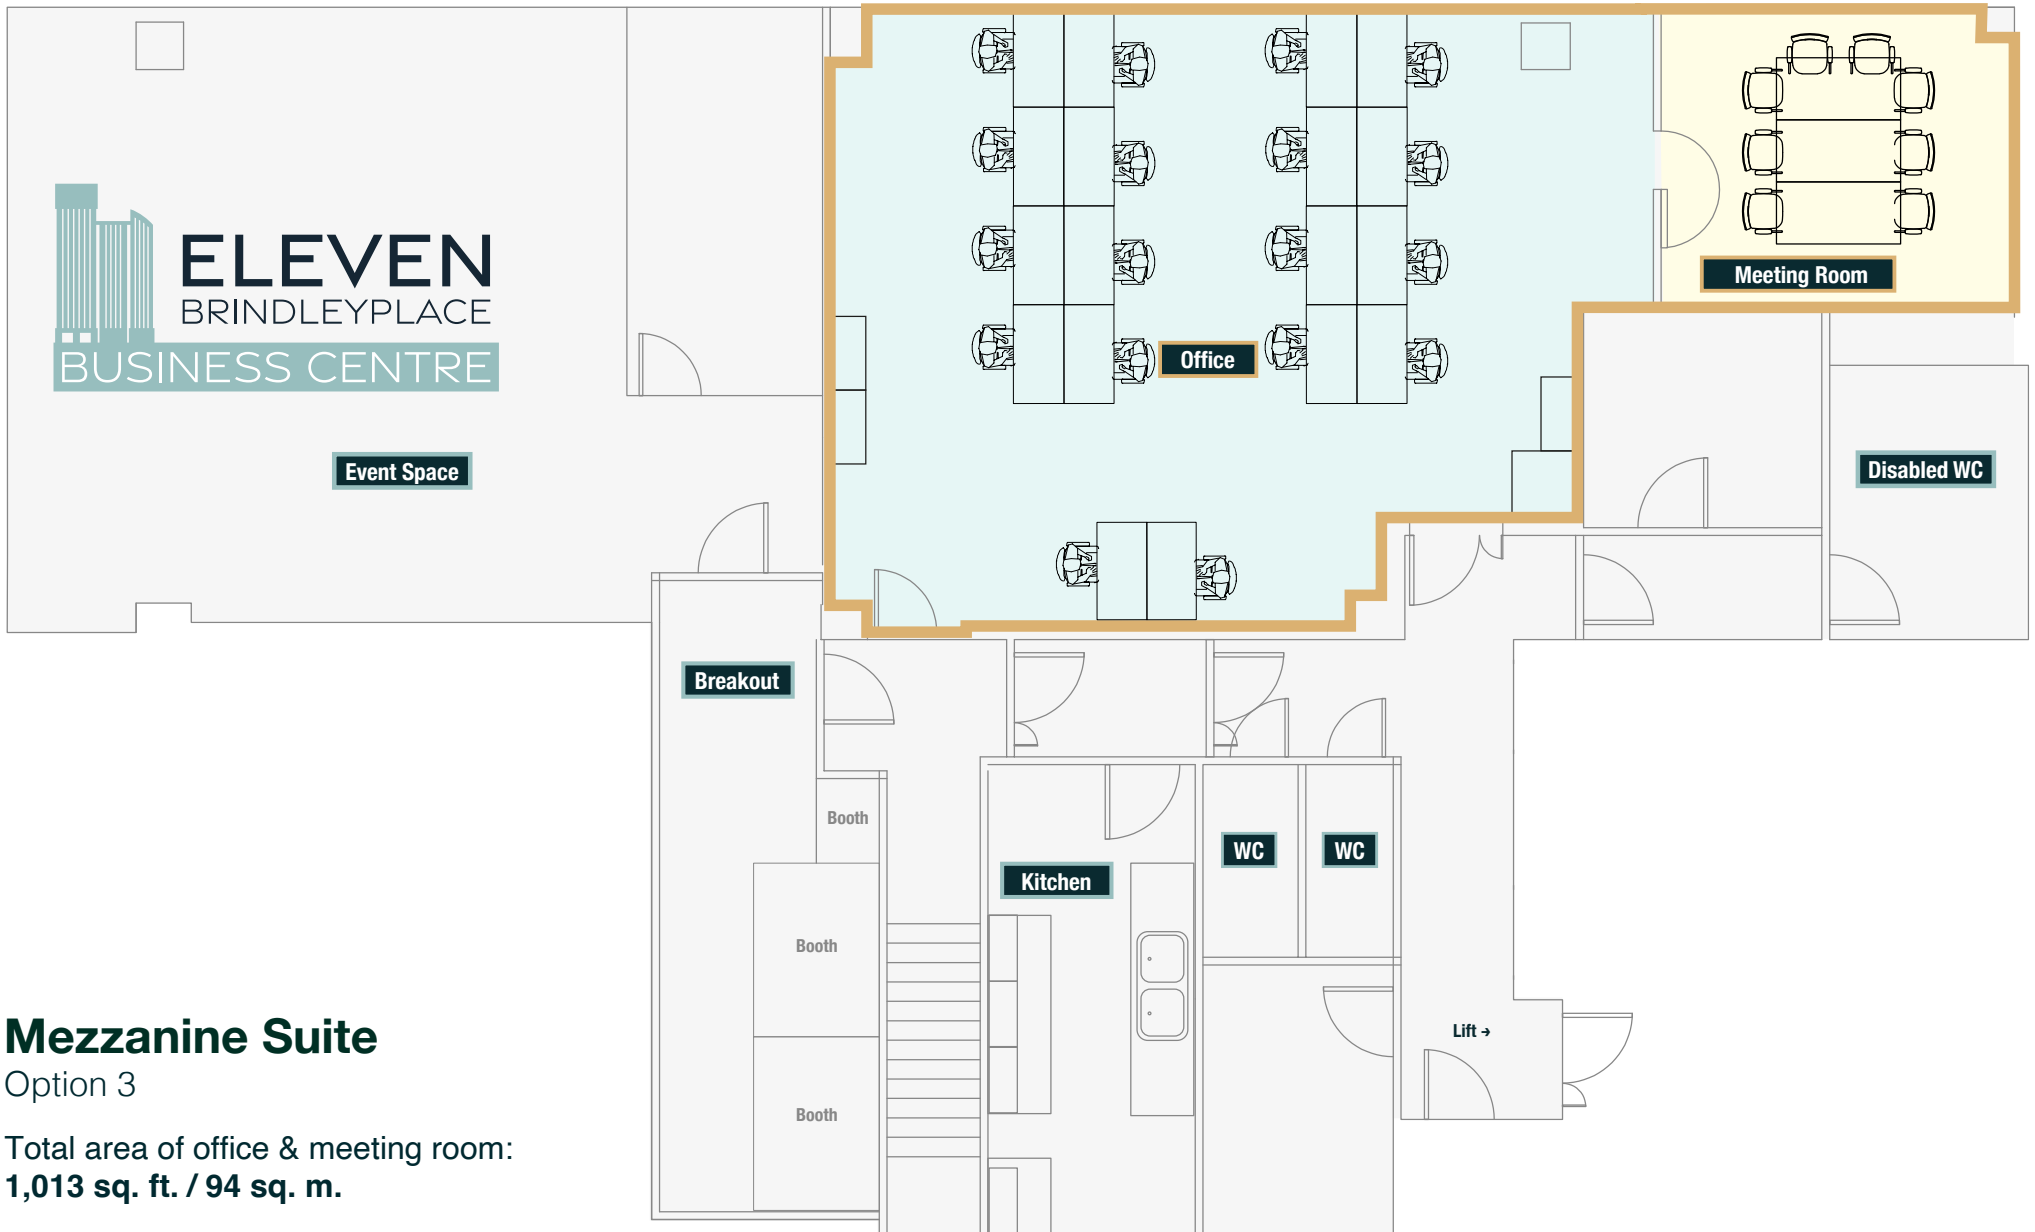 ELEVEN
BRINDLEYPLACE
BUSINESS CENTRE
Meeting Room
Office
Event Space
Disabled WC
Breakout
Booth
WC
WC
Kitchen
Booth
Lift →
Booth
Mezzanine Suite
Option 3
Total area of office & meeting room:
1,013 sq. ft. / 94 sq. m.